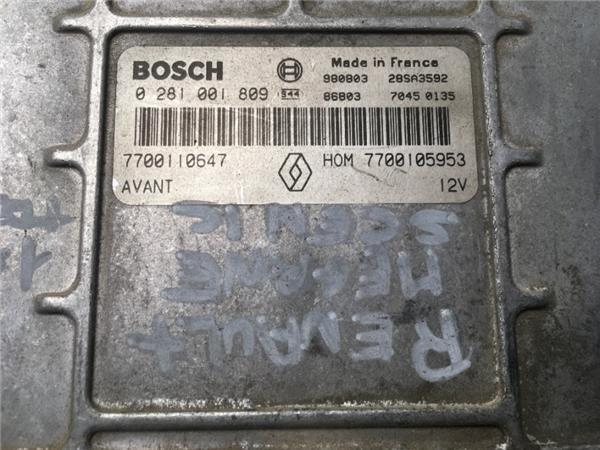 BOSCH
Made in France
980803 28SA3592
0 281 001 809 S44 86803 7045 0135
7700110647 HOM 7700105953
AVANT 12V
RENAULT
MEGANE
SCENIC